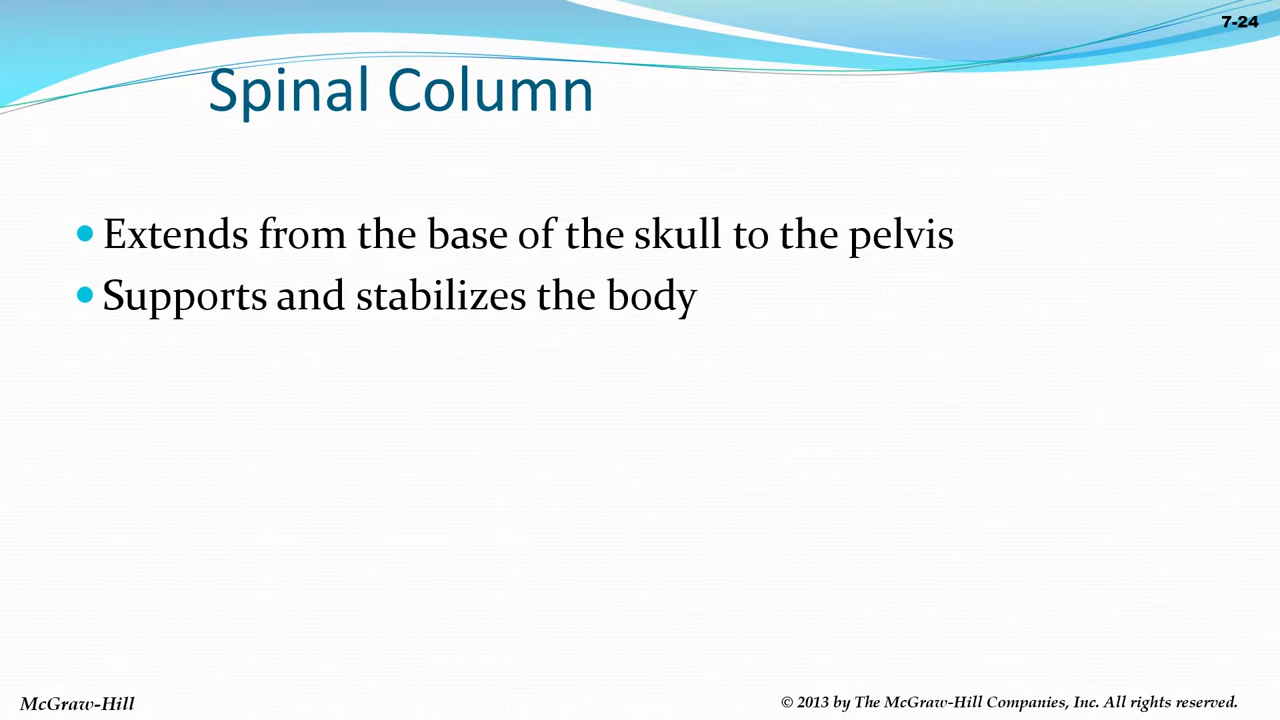 7-24
Spinal Column
Extends from the base of the skull to the pelvis
Supports and stabilizes the body
McGraw-Hill
© 2013 by The McGraw-Hill Companies, Inc. All rights reserved.